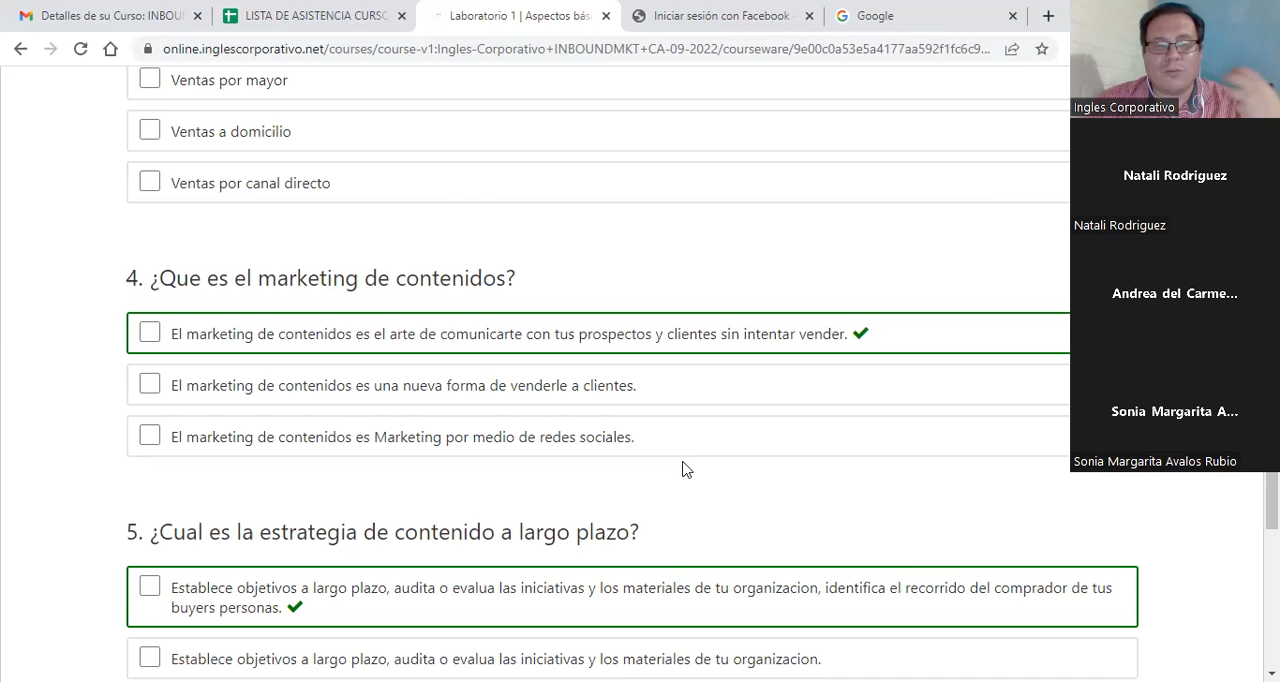 Detalles de su Curso: INBOUI
LISTA DE ASISTENCIA CURSO
Laboratorio 1 | Aspectos bási
Iniciar sesión con Facebook -
Google
online.inglescorporativo.net/courses/course-v1:Ingles-Corporativo+INBOUNDMKT+CA-09-2022/courseware/9e00c0a53e5a4177aa592f1fc6c9...
Ventas por mayor
Ventas a domicilio
Ventas por canal directo
4. ¿Que es el marketing de contenidos?
El marketing de contenidos es el arte de comunicarte con tus prospectos y clientes sin intentar vender.
El marketing de contenidos es una nueva forma de venderle a clientes.
El marketing de contenidos es Marketing por medio de redes sociales.
5. ¿Cual es la estrategia de contenido a largo plazo?
Establece objetivos a largo plazo, audita o evalua las iniciativas y los materiales de tu organizacion, identifica el recorrido del comprador de tus
buyers personas.
Establece objetivos a largo plazo, audita o evalua las iniciativas y los materiales de tu organizacion.
Ingles Corporativo
Natali Rodriguez
Natali Rodriguez
Andrea del Carme...
Sonia Margarita A...
Sonia Margarita Avalos Rubio